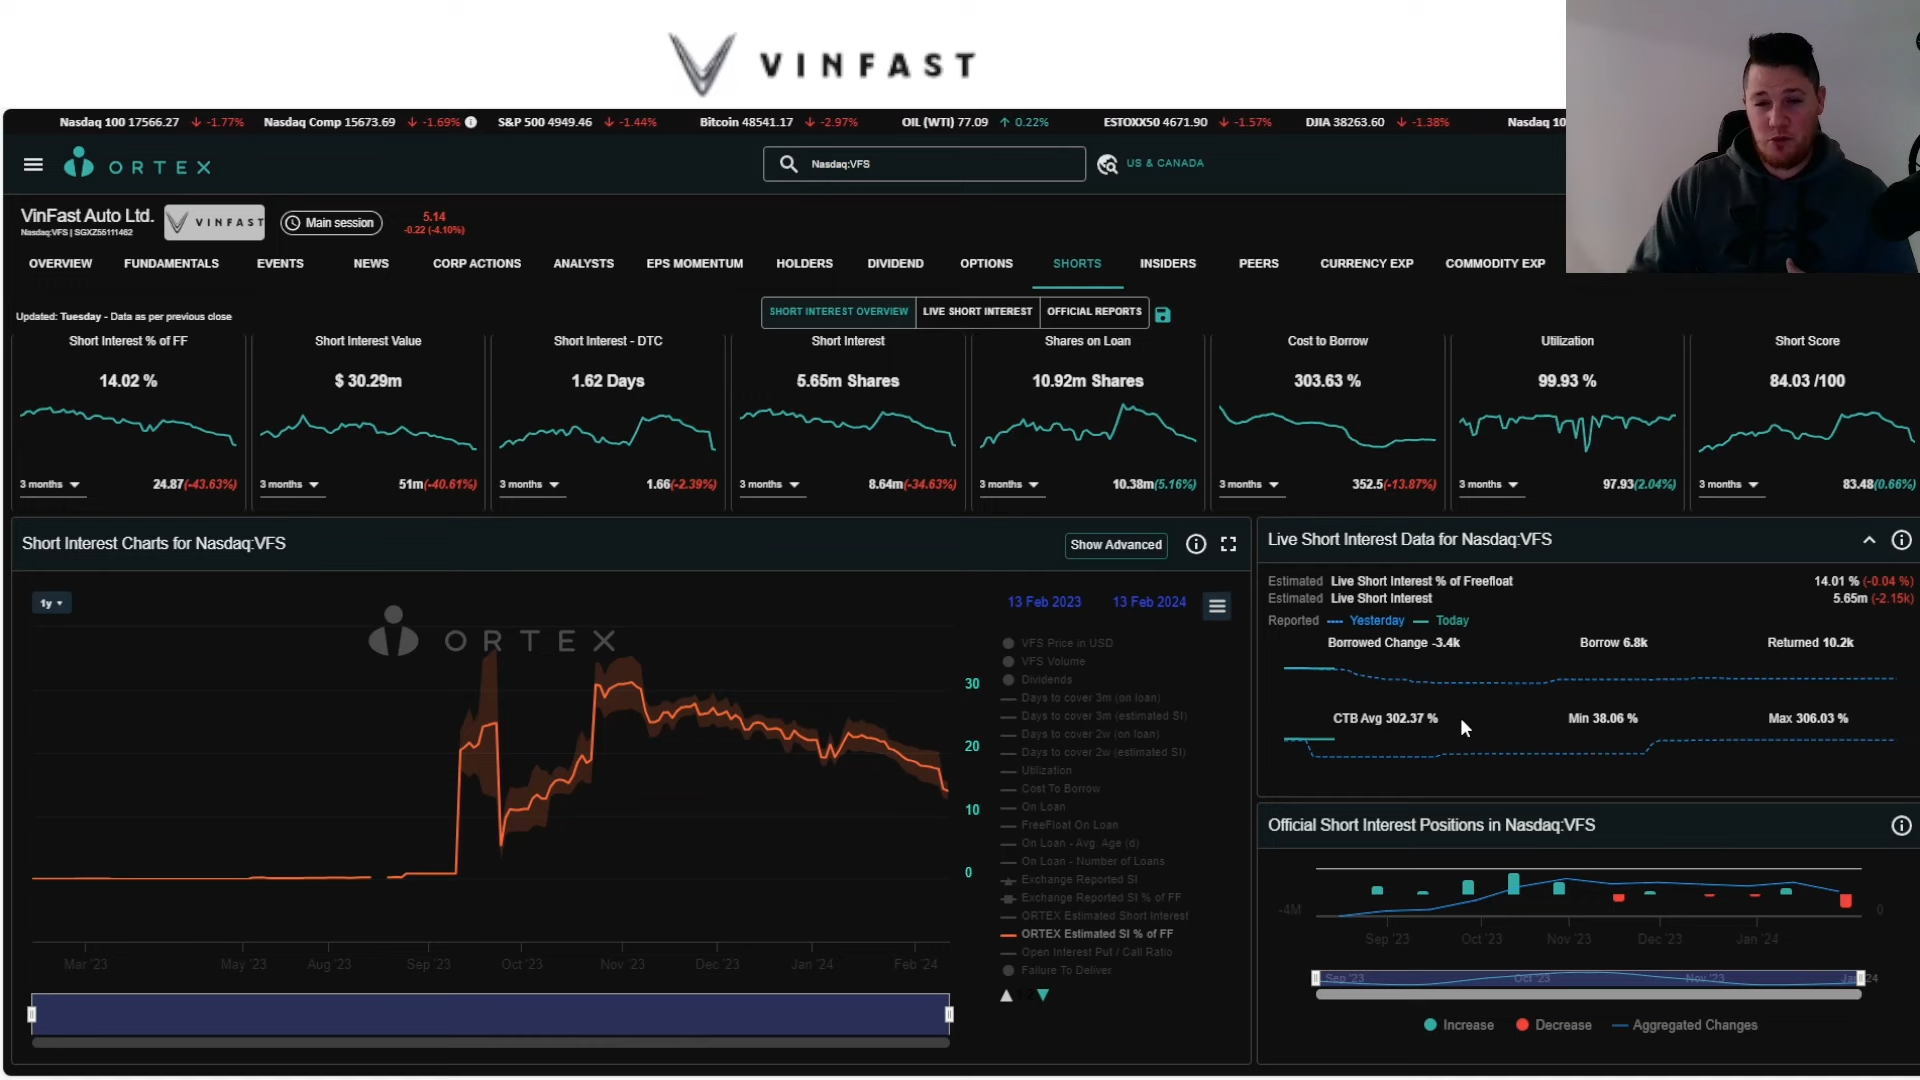 VINFAST
Nasdaq 100 17566.27 ↓ -1.77% Nasdaq Comp 15673.69 ↓ -1.69% S&P 500 4949.46 ↓ -1.44% Bitcoin 48541.17 ↓ -2.97% OIL (WTI) 77.09 ↑ 0.22% ESTOXX50 4671.90 ↓ -1.57% DJIA 38263.60 ↓ -1.38% Nasdaq 10
ORTEX Nasdaq:VFS US & CANADA
VinFast Auto Ltd. VINFAST Main session 5.14
Nasdaq:VFS | SGXZ55111462 -0.22 (-4.10%)
OVERVIEW FUNDAMENTALS EVENTS NEWS CORP ACTIONS ANALYSTS EPS MOMENTUM HOLDERS DIVIDEND OPTIONS SHORTS INSIDERS PEERS CURRENCY EXP COMMODITY EXP
Updated: Tuesday - Data as per previous close SHORT INTEREST OVERVIEW LIVE SHORT INTEREST OFFICIAL REPORTS
Short Interest % of FF Short Interest Value Short Interest - DTC Short Interest Shares on Loan Cost to Borrow Utilization Short Score
14.02 % $ 30.29m 1.62 Days 5.65m Shares 10.92m Shares 303.63 % 99.93 % 84.03 /100
3 months 24.87(-43.63%) 3 months 51m(-40.61%) 3 months 1.66(-2.39%) 3 months 8.64m(-34.63%) 3 months 10.38m(5.16%) 3 months 352.5(-13.87%) 3 months 97.93(2.04%) 3 months 83.48(0.66%)
Short Interest Charts for Nasdaq:VFS Show Advanced
1y
13 Feb 2023 13 Feb 2024
ORTEX
VFS Price in USD
VFS Volume
Dividends
Days to cover 3m (on loan)
Days to cover 3m (estimated SI)
Days to cover 2w (on loan)
Days to cover 2w (estimated SI)
Utilization
Cost To Borrow
On Loan
FreeFloat On Loan
On Loan - Avg. Age (d)
On Loan - Number of Loans
Exchange Reported SI
Exchange Reported SI % of FF
ORTEX Estimated Short Interest
ORTEX Estimated SI % of FF
Open Interest Put / Call Ratio
Failure To Deliver
30
20
10
0
Mar '23 May '23 Aug '23 Sep '23 Oct '23 Nov '23 Dec '23 Jan '24 Feb '24
Live Short Interest Data for Nasdaq:VFS
Estimated Live Short Interest % of Freefloat 14.01 % (-0.04 %)
Estimated Live Short Interest 5.65m (-2.15k)
Reported Yesterday Today
Borrowed Change -3.4k Borrow 6.8k Returned 10.2k
CTB Avg 302.37 % Min 38.06 % Max 306.03 %
Official Short Interest Positions in Nasdaq:VFS
-4M 0
Sep '23 Oct '23 Nov '23 Dec '23 Jan '24
Sep '23 Oct '23 Nov '23
Increase Decrease Aggregated Changes